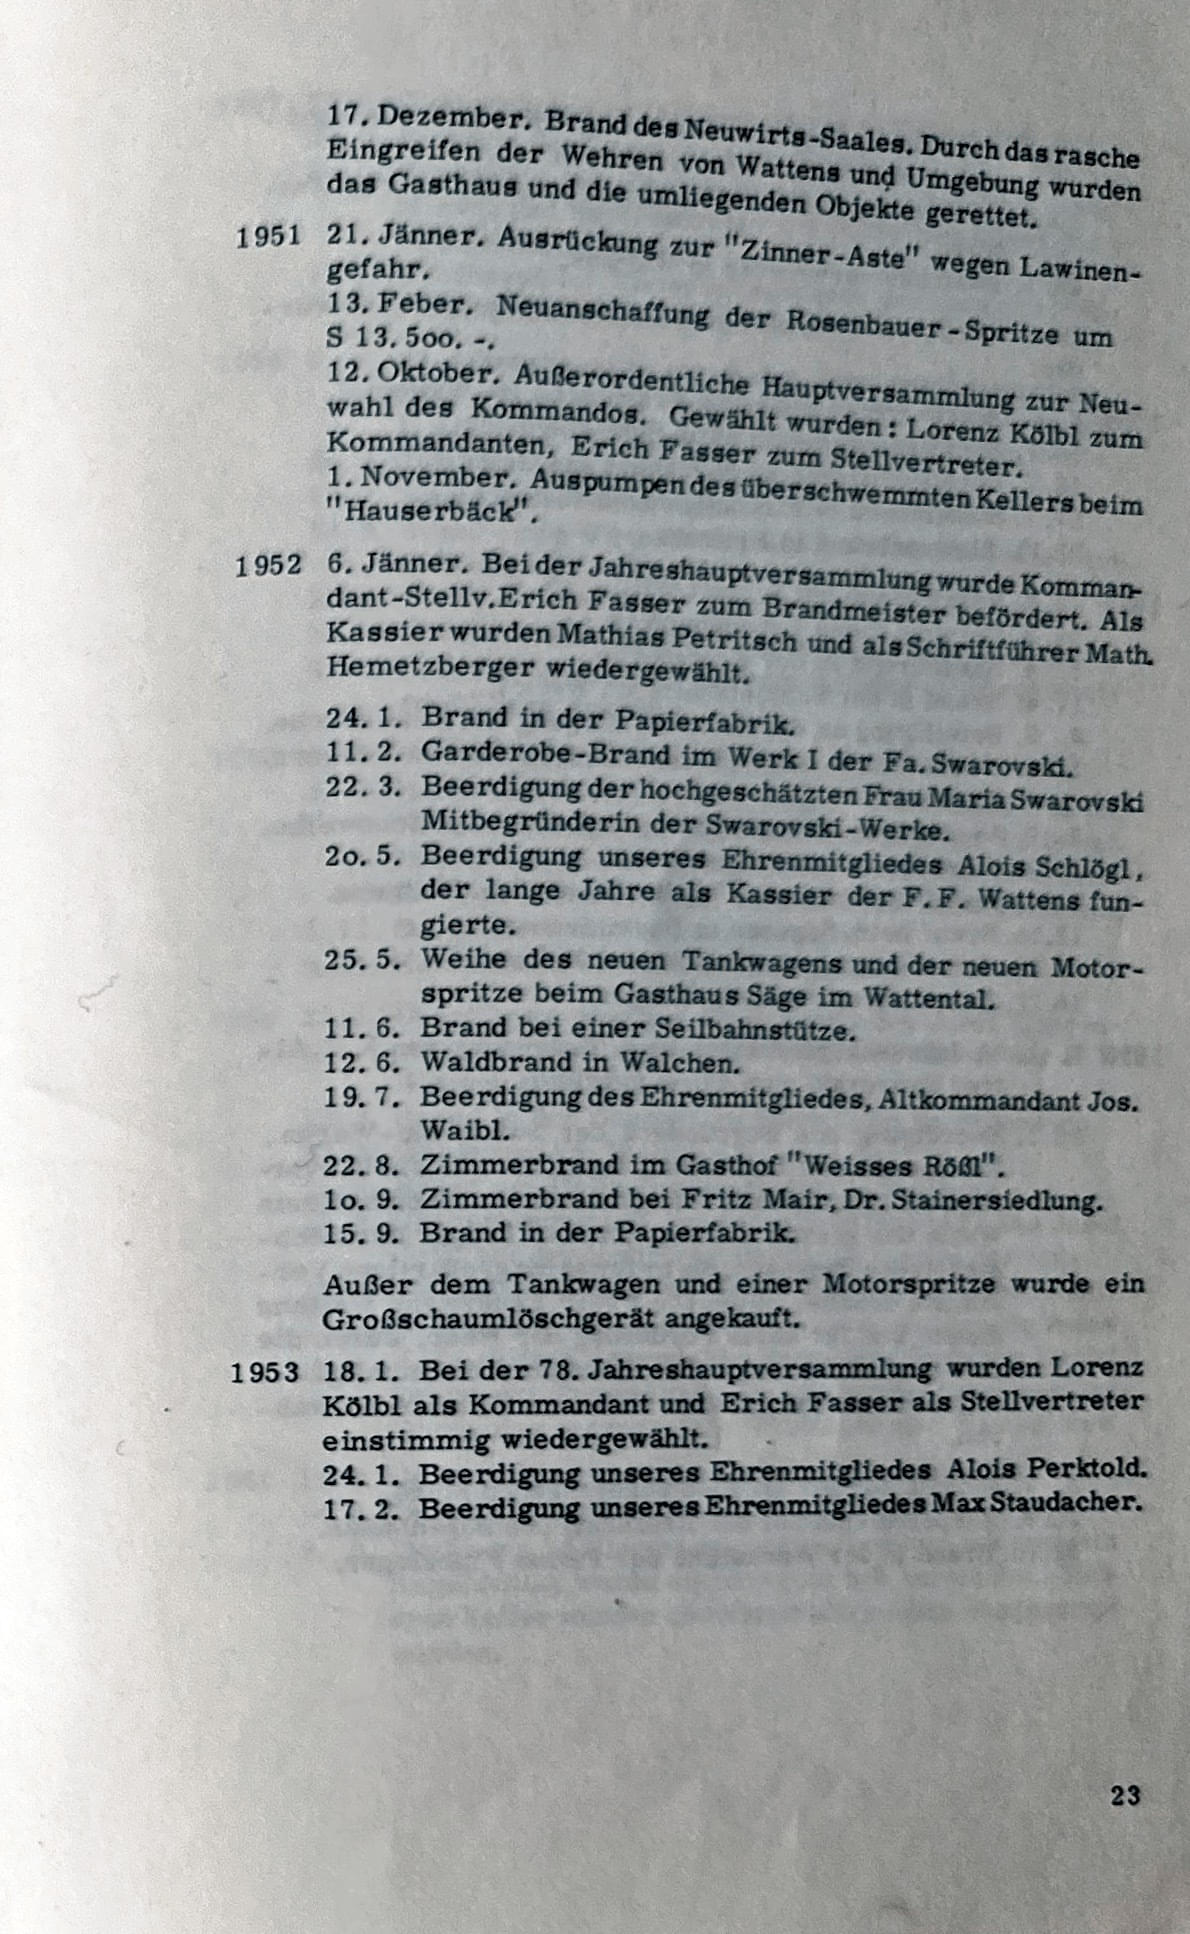 17. Dezember. Brand des Neuwirts-Saales. Durch das rasche
Eingreifen der Wehren von Wattens und Umgebung wurden
das Gasthaus und die umliegenden Objekte gerettet.
1951 21. Jänner. Ausrückung zur "Zinner-Aste" wegen Lawinen-
gefahr.
13. Feber. Neuanschaffung der Rosenbauer-Spritze um
S 13.5oo.-.
12. Oktober. Außerordentliche Hauptversammlung zur Neu-
wahl des Kommandos. Gewählt wurden: Lorenz Kölbl zum
Kommandanten, Erich Fasser zum Stellvertreter.
1. November. Auspumpen des überschwemmten Kellers beim
"Hauserbäck".
1952 6. Jänner. Bei der Jahreshauptversammlung wurde Komman-
dant-Stellv.Erich Fasser zum Brandmeister befördert. Als
Kassier wurden Mathias Petritsch und als Schriftführer Math.
Hemetzberger wiedergewählt.
24. 1. Brand in der Papierfabrik.
11. 2. Garderobe-Brand im Werk I der Fa. Swarovski.
22. 3. Beerdigung der hochgeschätzten Frau Maria Swarovski
Mitbegründerin der Swarovski-Werke.
2o. 5. Beerdigung unseres Ehrenmitgliedes Alois Schlögl,
der lange Jahre als Kassier der F.F. Wattens fun-
gierte.
25. 5. Weihe des neuen Tankwagens und der neuen Motor-
spritze beim Gasthaus Säge im Wattental.
11. 6. Brand bei einer Seilbahnstütze.
12. 6. Waldbrand in Walchen.
19. 7. Beerdigung des Ehrenmitgliedes, Altkommandant Jos.
Waibl.
22. 8. Zimmerbrand im Gasthof "Weisses Rößl".
1o. 9. Zimmerbrand bei Fritz Mair, Dr. Stainersiedlung.
15. 9. Brand in der Papierfabrik.
Außer dem Tankwagen und einer Motorspritze wurde ein
Großschaumlöschgerät angekauft.
1953 18. 1. Bei der 78. Jahreshauptversammlung wurden Lorenz
Kölbl als Kommandant und Erich Fasser als Stellvertreter
einstimmig wiedergewählt.
24. 1. Beerdigung unseres Ehrenmitgliedes Alois Perktold.
17. 2. Beerdigung unseres Ehrenmitgliedes Max Staudacher.
23